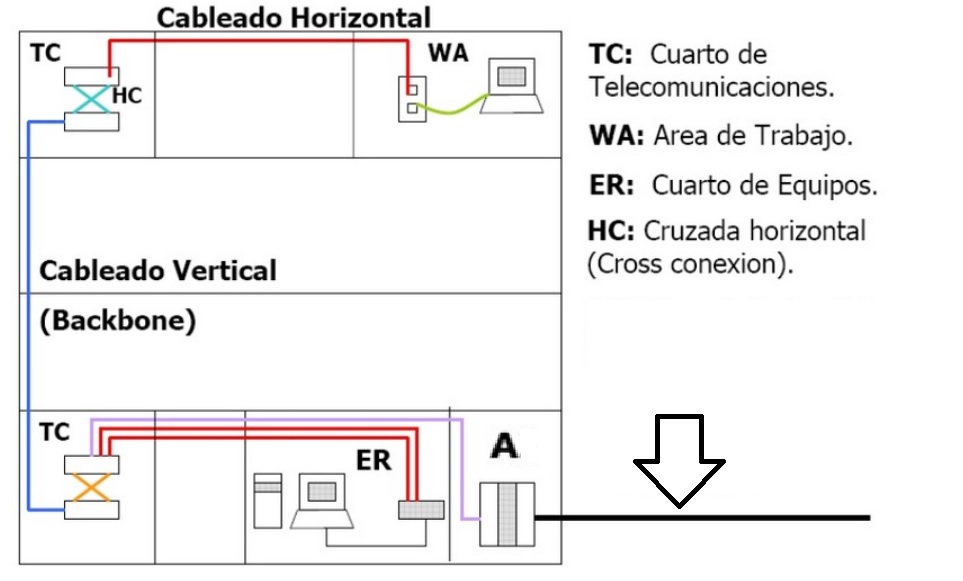 Cableado Horizontal
TC
WA
HC
Cableado Vertical
(Backbone)
TC
ER
A
TC: Cuarto de
Telecomunicaciones.
WA: Area de Trabajo.
ER: Cuarto de Equipos.
HC: Cruzada horizontal
(Cross conexion).